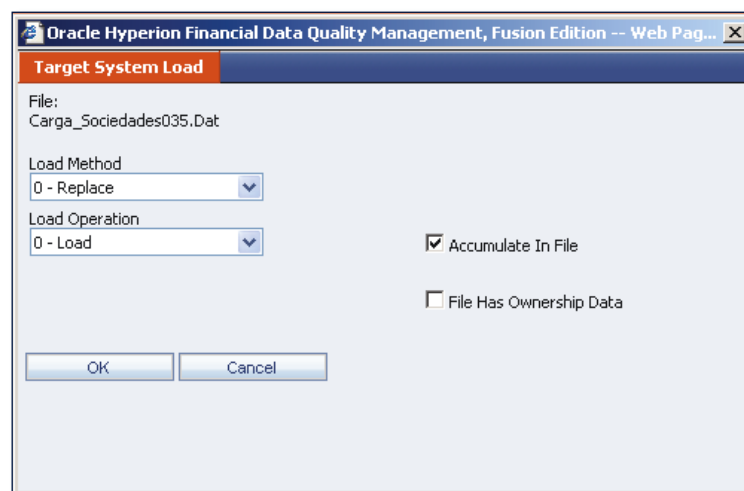 Oracle Hyperion Financial Data Quality Management, Fusion Edition -- Web Pag...
Target System Load
File:
Carga_Sociedades035.Dat
Load Method
0 - Replace
Load Operation
0 - Load
Accumulate In File
File Has Ownership Data
OK Cancel